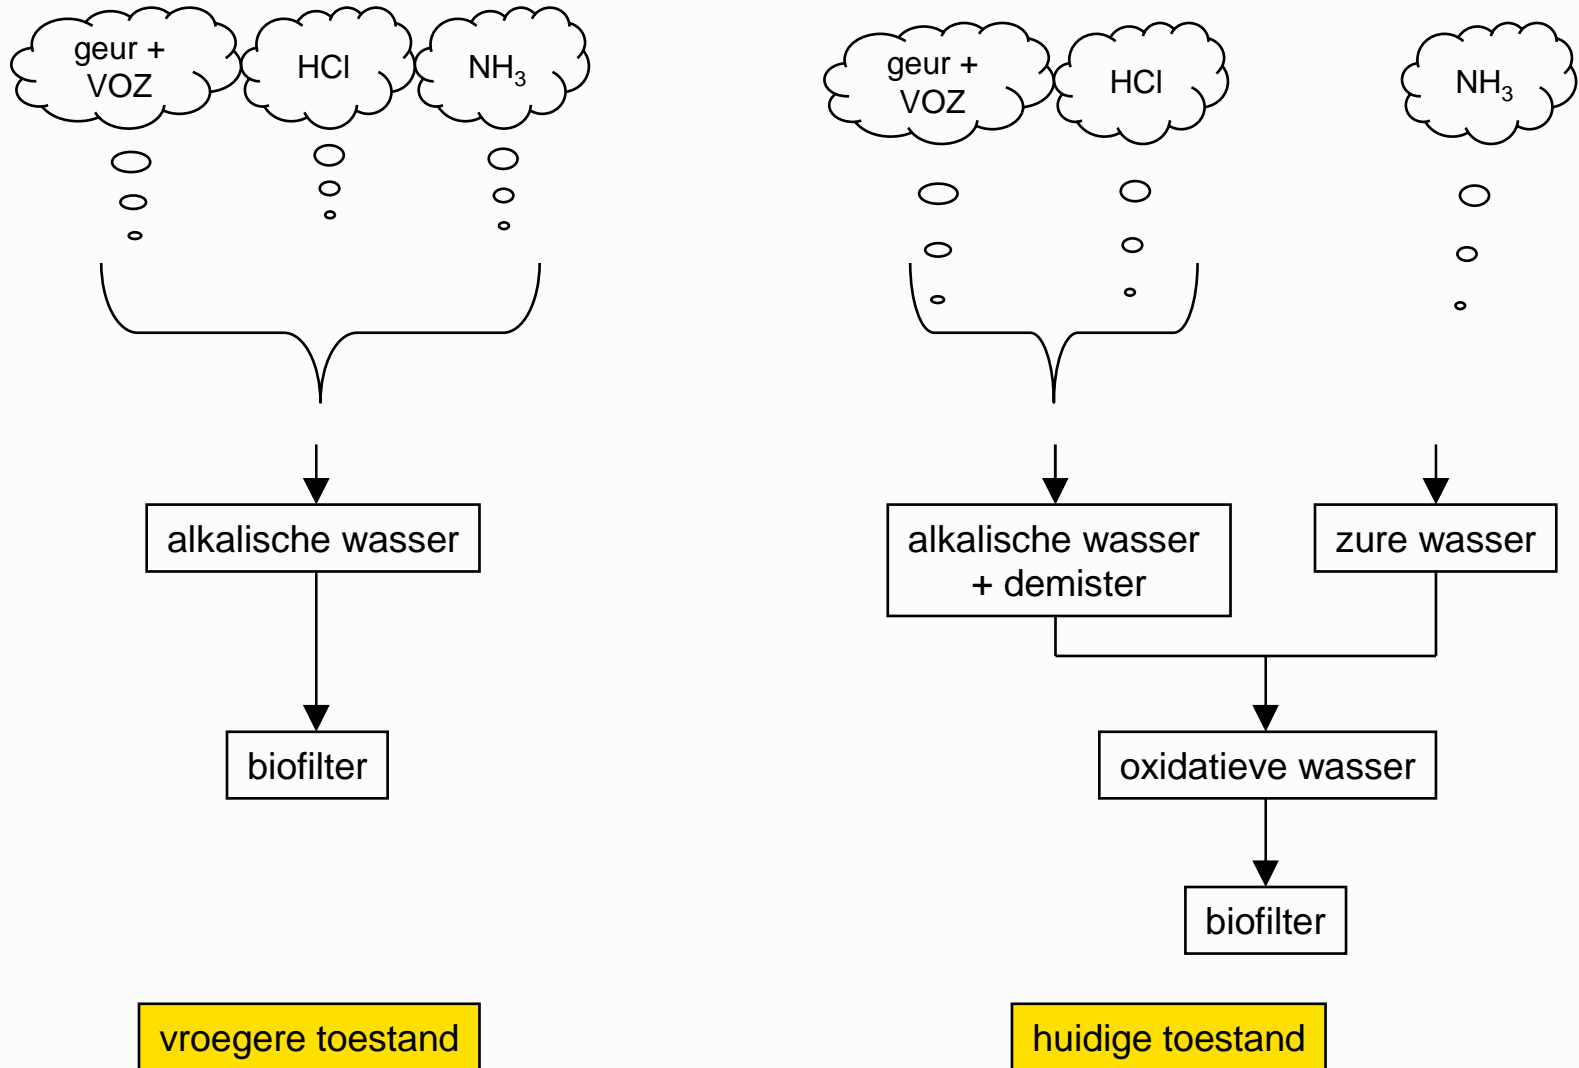 geur +
VOZ
HCl
NH₃
alkalische wasser
biofilter
vroegere toestand
geur +
VOZ
HCl
NH₃
alkalische wasser
+ demister
zure wasser
oxidatieve wasser
biofilter
huidige toestand